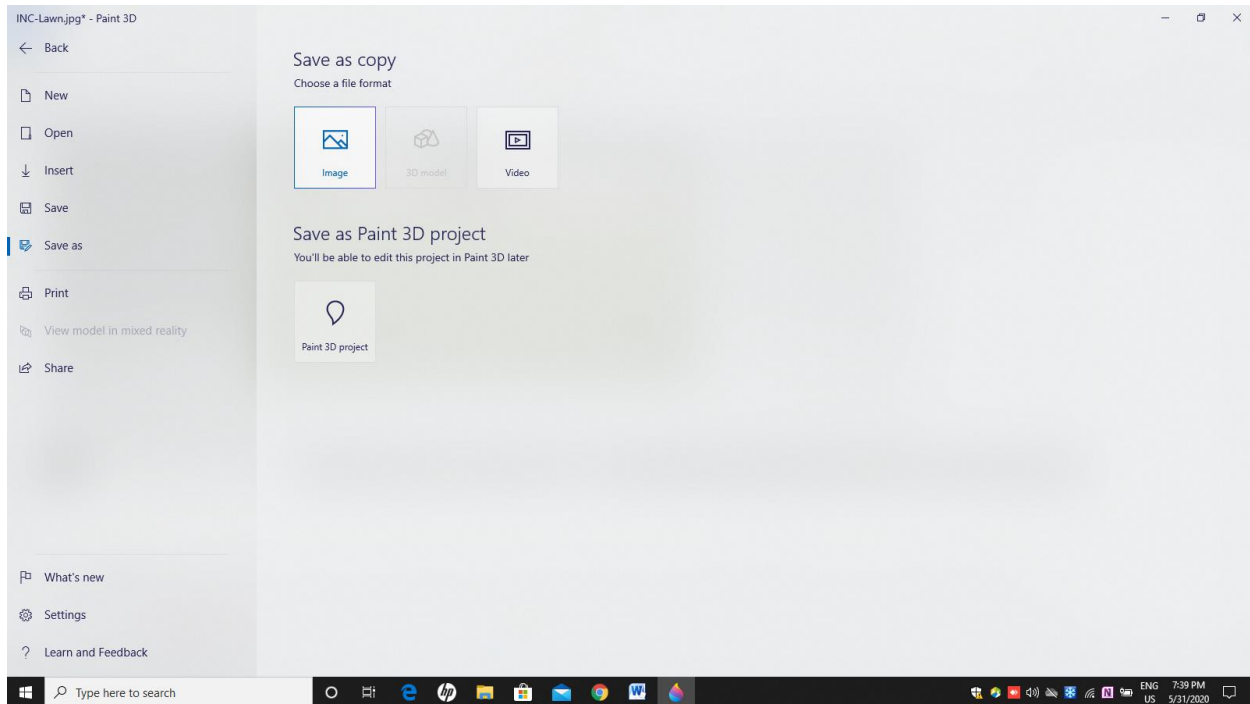 INC-Lawn.jpg* - Paint 3D
Back
New
Open
Insert
Save
Save as
Print
View model in mixed reality
Share
What's new
Settings
? Learn and Feedback
Save as copy
Choose a file format
Image
3D model
Video
Save as Paint 3D project
You'll be able to edit this project in Paint 3D later
Paint 3D project
Type here to search
hp
W
N
ENG
US
7:39 PM
5/31/2020